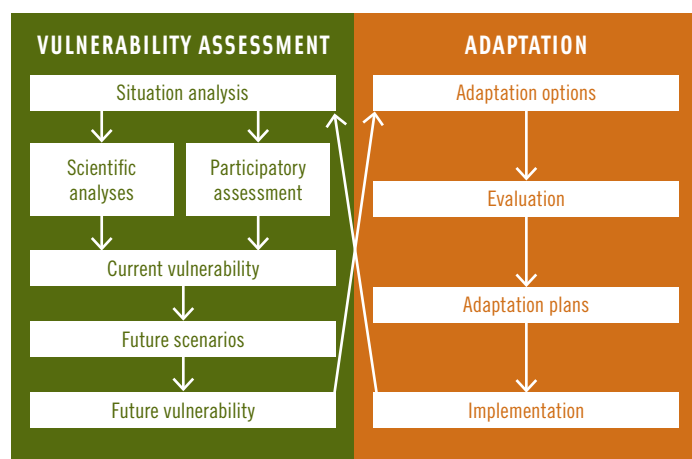 VULNERABILITY ASSESSMENT
Situation analysis
Scientific
analyses
Participatory
assessment
Current vulnerability
Future scenarios
Future vulnerability
ADAPTATION
Adaptation options
Evaluation
Adaptation plans
Implementation